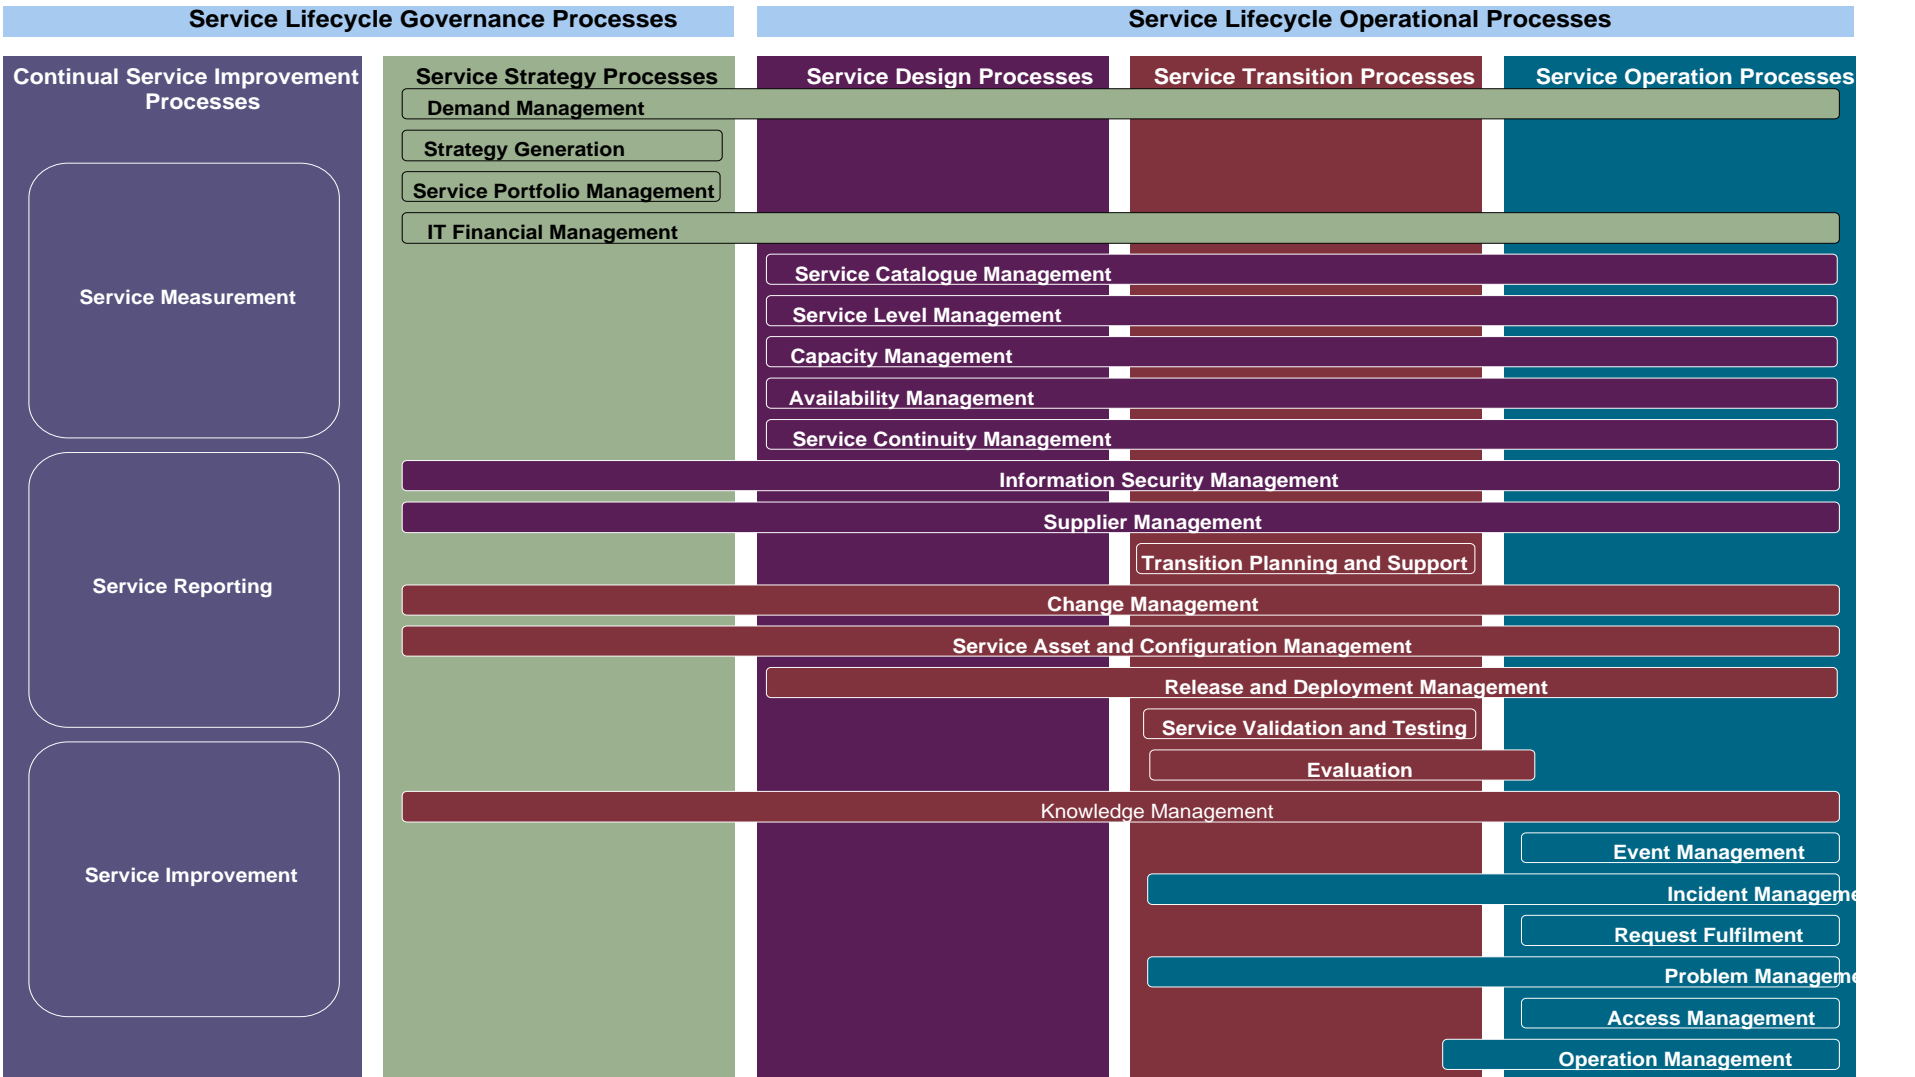 Service Lifecycle Governance Processes
Service Lifecycle Operational Processes
Continual Service Improvement
Processes
Service Strategy Processes
Service Design Processes
Service Transition Processes
Service Operation Processes
Demand Management
Strategy Generation
Service Portfolio Management
IT Financial Management
Service Catalogue Management
Service Measurement
Service Level Management
Capacity Management
Availability Management
Service Continuity Management
Information Security Management
Supplier Management
Transition Planning and Support
Service Reporting
Change Management
Service Asset and Configuration Management
Release and Deployment Management
Service Validation and Testing
Evaluation
Knowledge Management
Event Management
Service Improvement
Incident Manageme
Request Fulfilment
Problem Manageme
Access Management
Operation Management